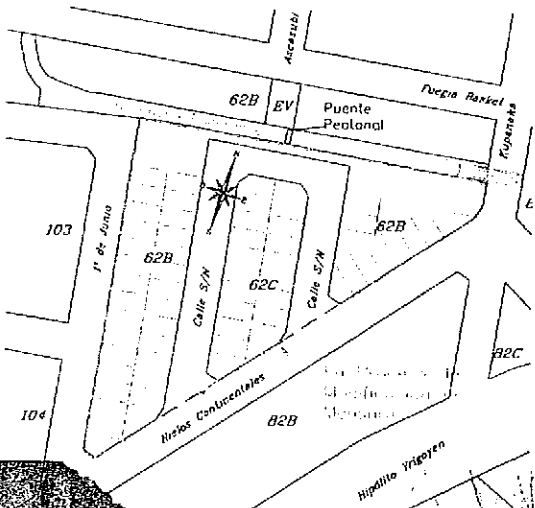 Ascasubi
Fuegia Basket
Kupanaka
62B
EV
Puente
Peatonal
103
1º de Junio
62B
Calle S/N
62C
Calle S/N
62B
82C
104
Hielos Continentales
82B
Hipólito Yrigoyen